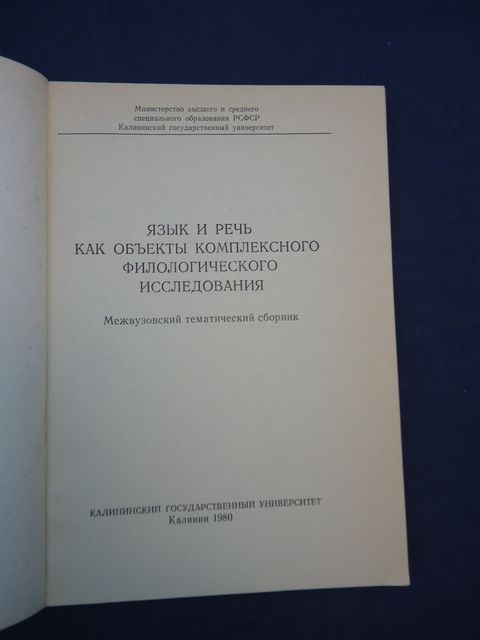 Министерство высшего и среднего
специального образования РСФСР
Калининский государственный университет
ЯЗЫК И РЕЧЬ
КАК ОБЪЕКТЫ КОМПЛЕКСНОГО
ФИЛОЛОГИЧЕСКОГО
ИССЛЕДОВАНИЯ
Межвузовский тематический сборник
КАЛИНИНСКИЙ ГОСУДАРСТВЕННЫЙ УНИВЕРСИТЕТ
Калинин 1980